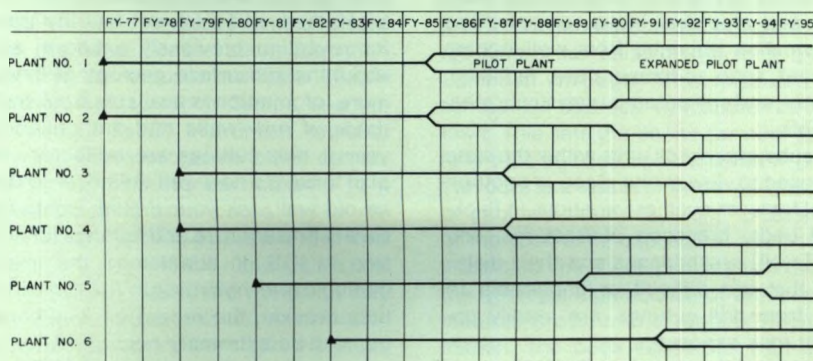 FY-77 FY-78 FY-79 FY-80 FY-81 FY-82 FY-83 FY-84 FY-85 FY-86 FY-87 FY-88 FY-89 FY-90 FY-91 FY-92 FY-93 FY-94 FY-95
PLANT NO. 1 PILOT PLANT EXPANDED PILOT PLANT
PLANT NO. 2
PLANT NO. 3
PLANT NO. 4
PLANT NO. 5
PLANT NO. 6